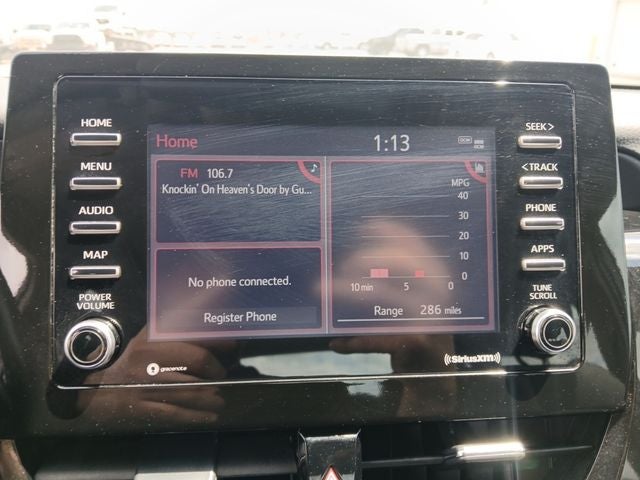 HOME
MENU
AUDIO
MAP
POWER
VOLUME
Home
1:13
FM 106.7
Knockin' On Heaven's Door by Gu...
No phone connected.
Register Phone
MPG
40
30
20
10
0
10 min 5 0
Range 286 miles
SEEK >
< TRACK
PHONE
APPS
TUNE
SCROLL
gracenote
SiriusXM